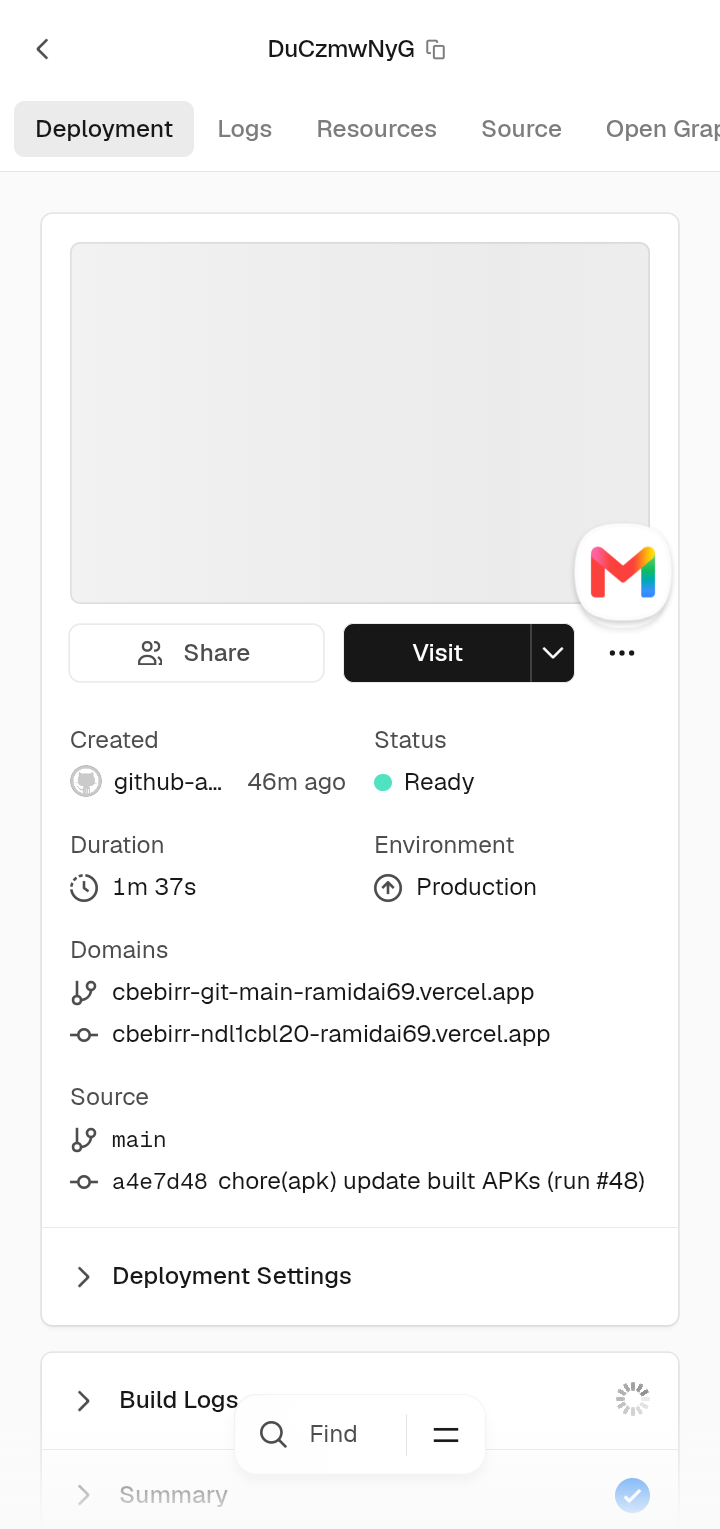 DuCzmwNyG
Deployment Logs Resources Source Open Grap
Share Visit
Created Status
github-a... 46m ago Ready
Duration Environment
1m 37s Production
Domains
cbebirr-git-main-ramidai69.vercel.app
cbebirr-ndl1cbl20-ramidai69.vercel.app
Source
main
a4e7d48 chore(apk) update built APKs (run #48)
Deployment Settings
Build Logs
Find
Summary